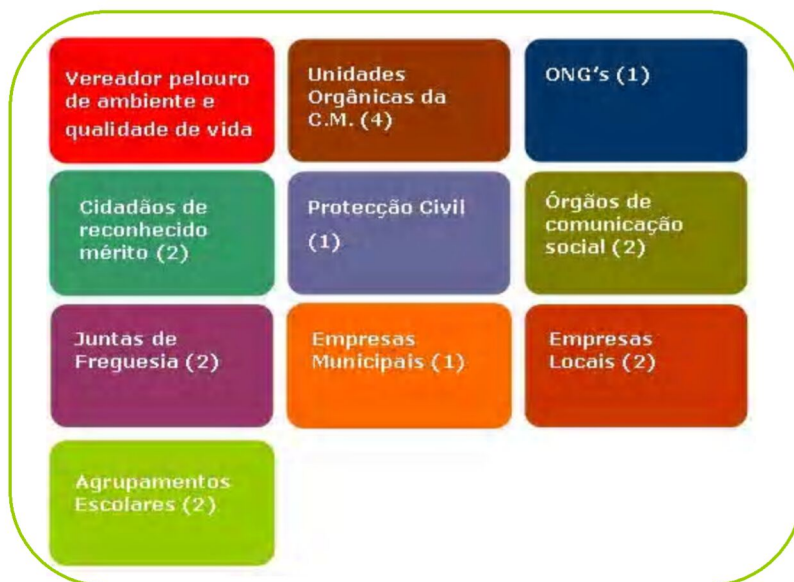 Vereador pelouro
de ambiente e
qualidade de vida
Unidades
Orgânicas da
C.M. (4)
ONG's (1)
Cidadãos de
reconhecido
mérito (2)
Protecção Civil
(1)
Órgãos de
comunicação
social (2)
Juntas de
Freguesia (2)
Empresas
Municipais (1)
Empresas
Locais (2)
Agrupamentos
Escolares (2)